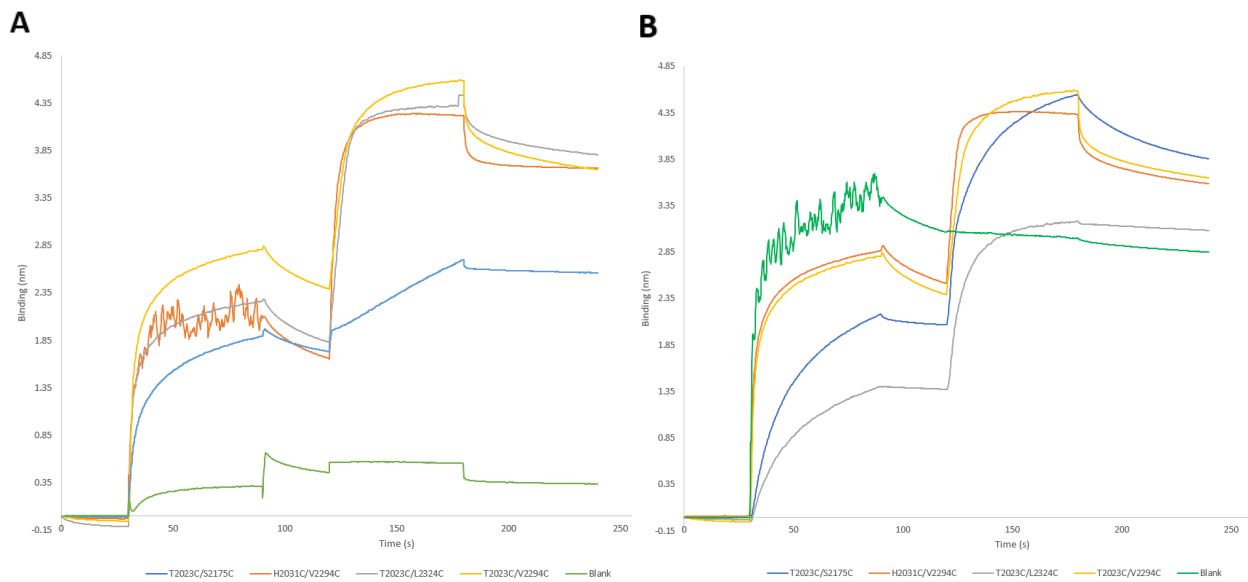 A
4.85
4.35
3.85
3.35
2.85
2.35
1.85
1.35
0.85
0.35
-0.15
Binding (nm)
0
50
100
150
200
250
Time (s)
T2023C/S2175C
H2031C/V2294C
T2023C/L2324C
T2023C/V2294C
Blank
B
4.85
4.35
3.85
3.35
2.85
2.35
1.85
1.35
0.85
0.35
-0.15
Binding (nm)
0
50
100
150
200
250
Time (s)
T2023C/S2175C
H2031C/V2294C
T2023C/L2324C
T2023C/V2294C
Blank